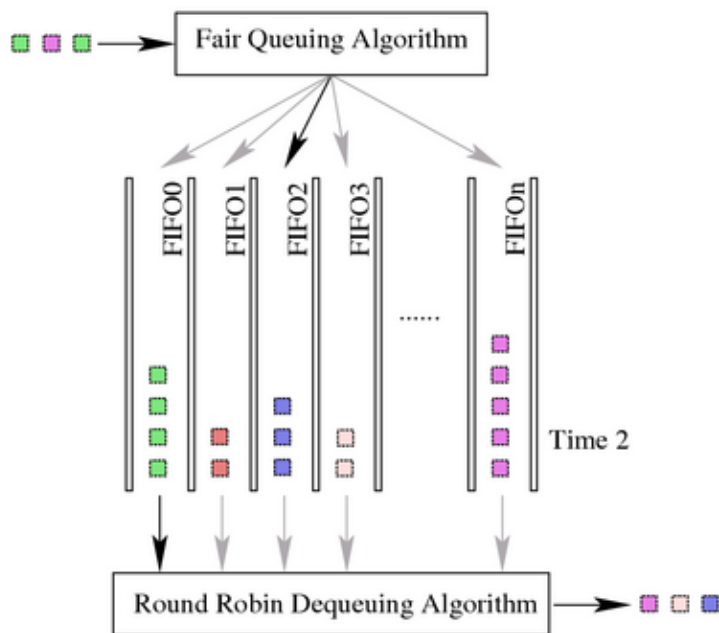 Fair Queuing Algorithm
FIFO0
FIFO1
FIFO2
FIFO3
......
FIFOn
Time 2
Round Robin Dequeuing Algorithm